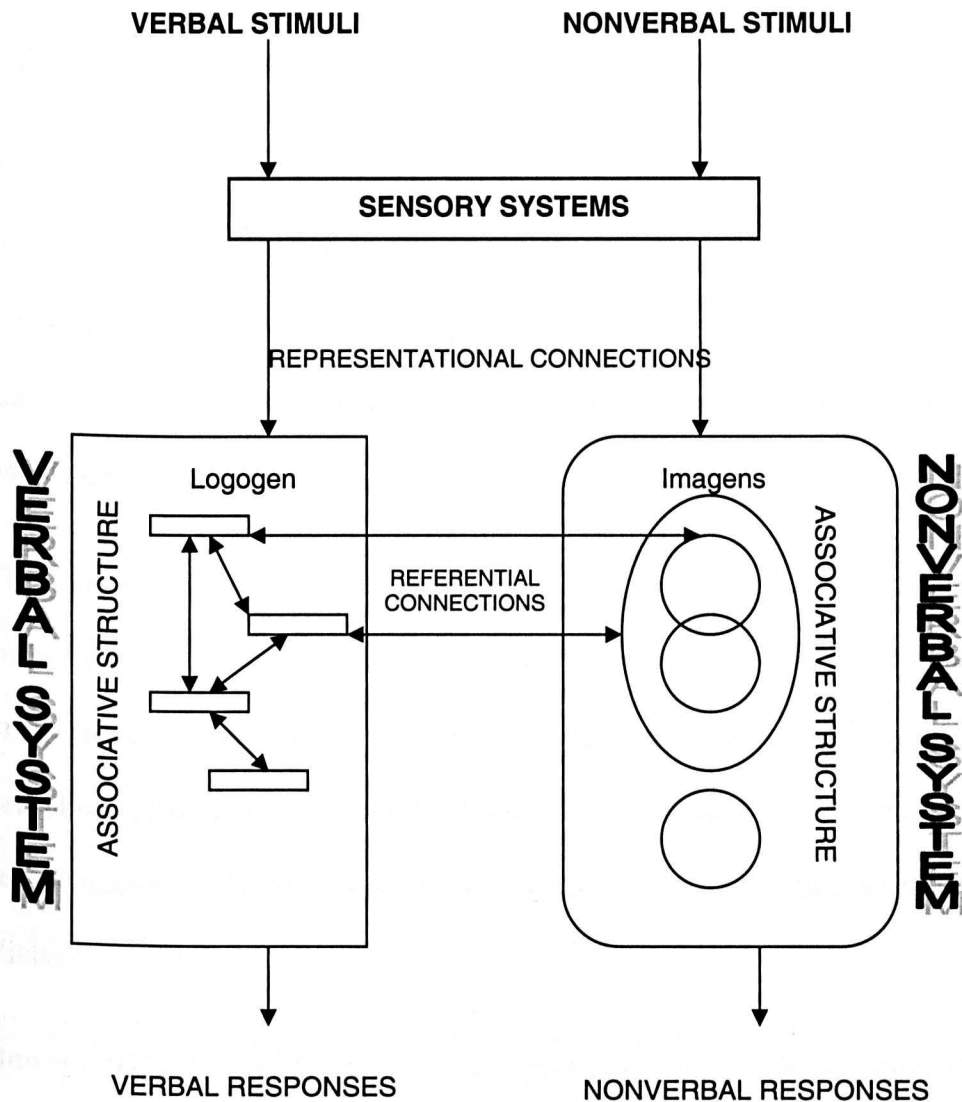 VERBAL STIMULI
NONVERBAL STIMULI
SENSORY SYSTEMS
REPRESENTATIONAL CONNECTIONS
VERBAL SYSTEM
ASSOCIATIVE STRUCTURE
Logogen
REFERENTIAL
CONNECTIONS
Imagens
ASSOCIATIVE STRUCTURE
NONVERBAL SYSTEM
VERBAL RESPONSES
NONVERBAL RESPONSES